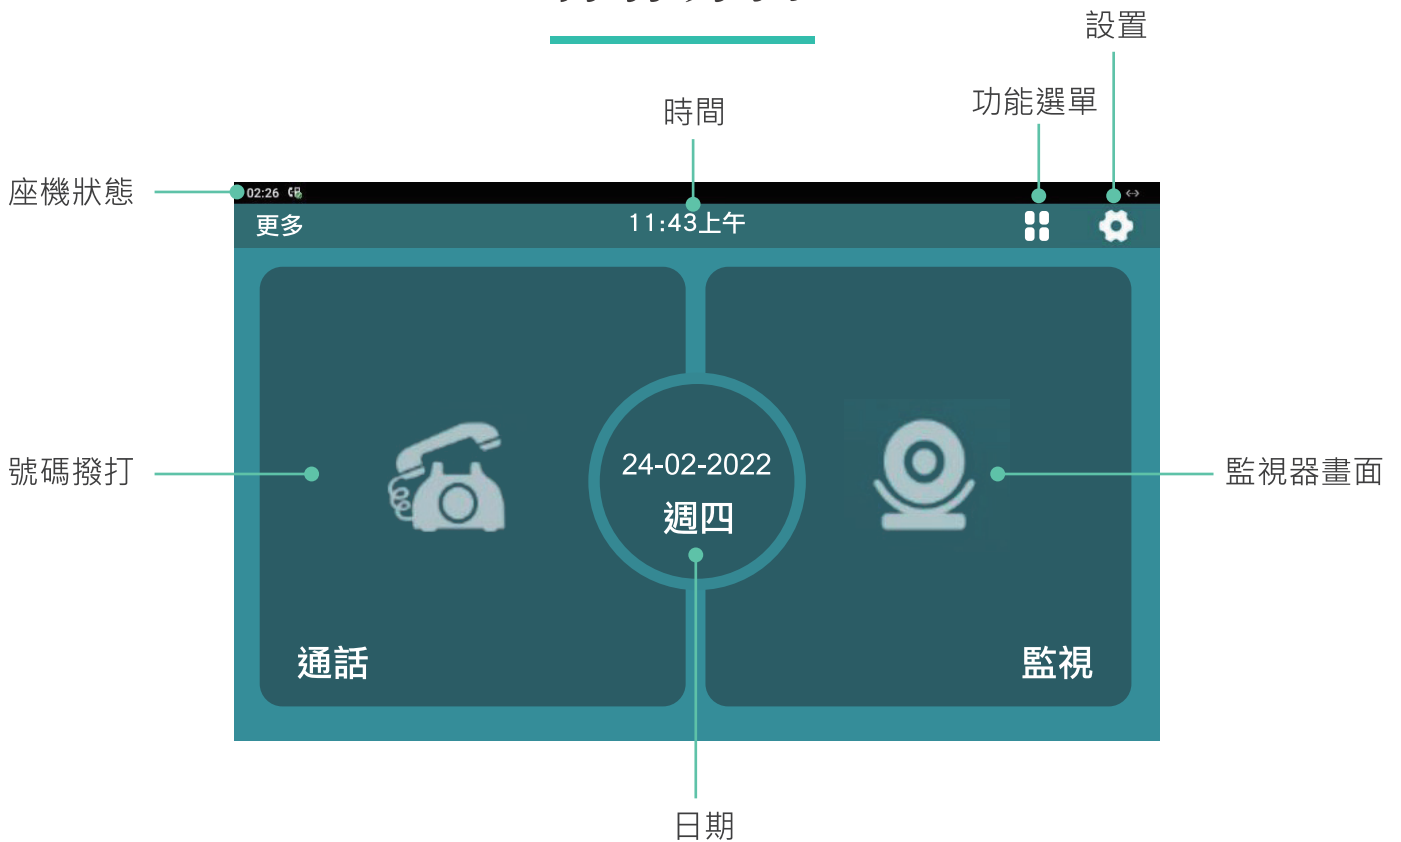 設置
功能選單
時間
座機狀態
02:26
更多
11:43上午
號碼撥打
24-02-2022
週四
監視器畫面
通話
監視
日期